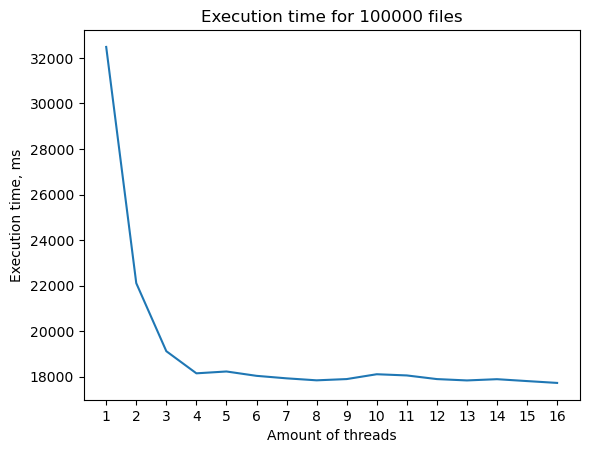 Execution time for 100000 files
Execution time, ms
32000
30000
28000
26000
24000
22000
20000
18000
1 2 3 4 5 6 7 8 9 10 11 12 13 14 15 16
Amount of threads